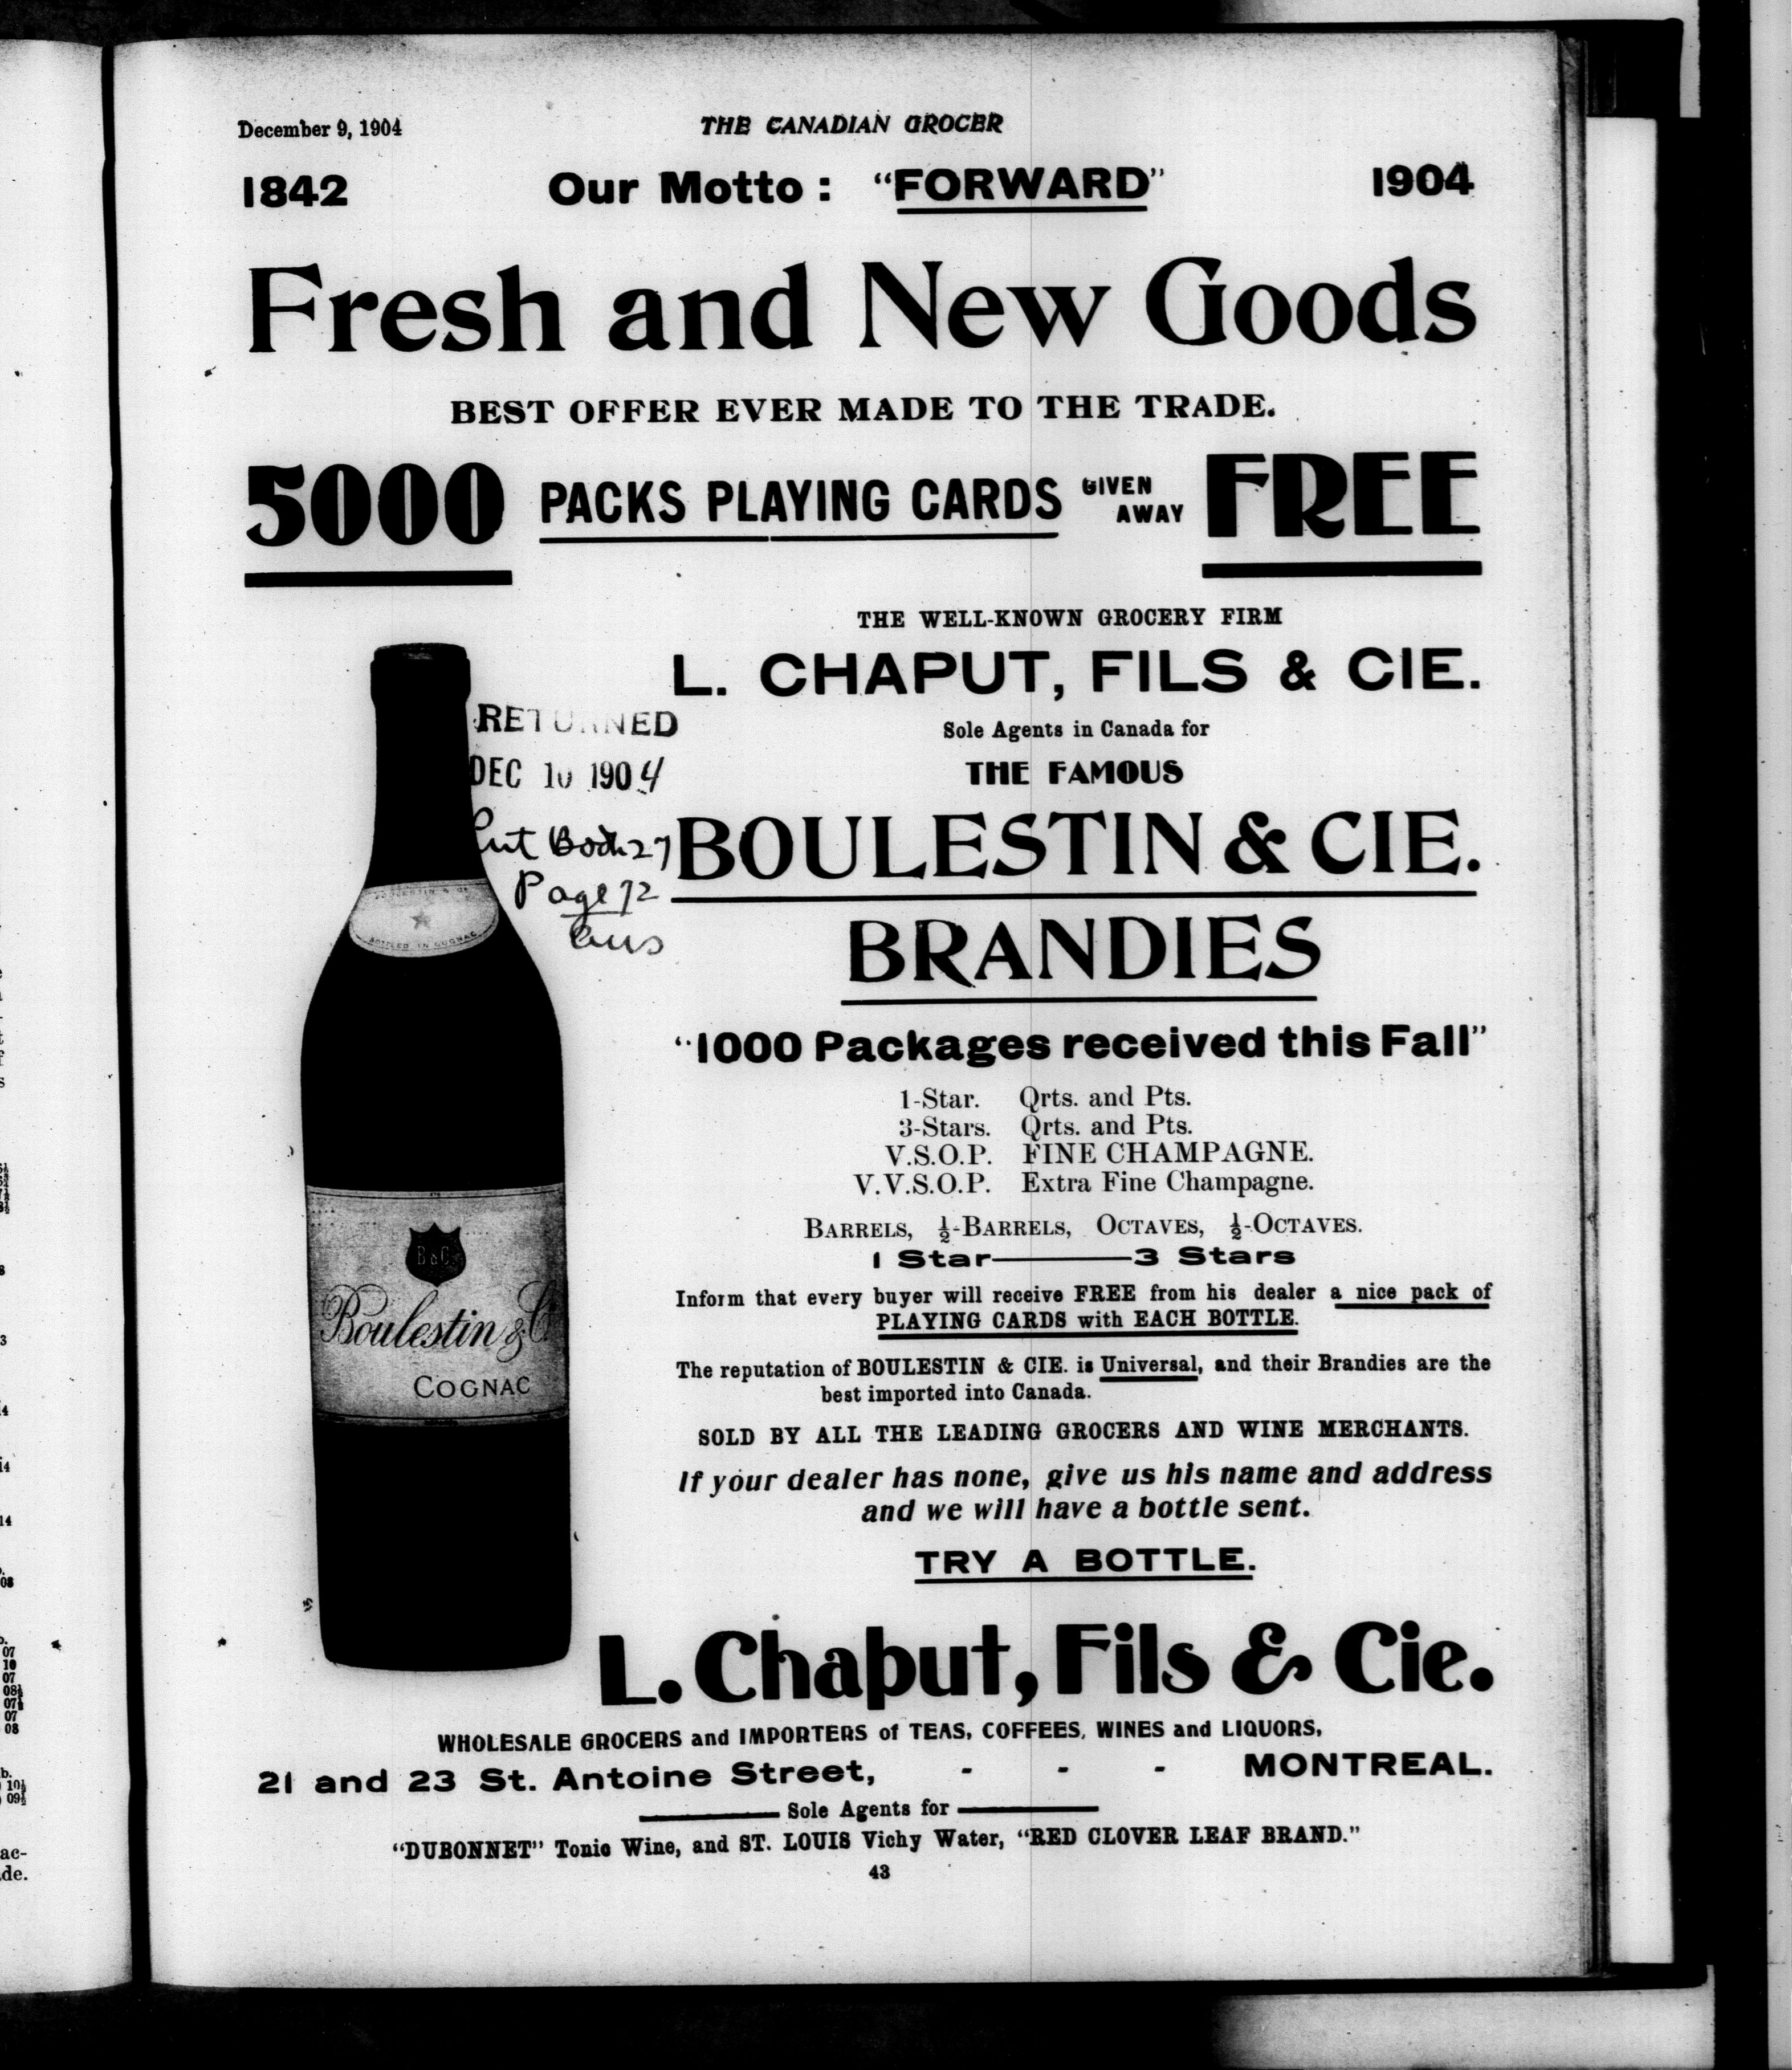 December 9, 1904
THE CANADIAN GROCER
1842 Our Motto: "FORWARD" 1904
Fresh and New Goods
BEST OFFER EVER MADE TO THE TRADE.
5000 PACKS PLAYING CARDS GIVEN AWAY FREE
THE WELL-KNOWN GROCERY FIRM
L. CHAPUT, FILS & CIE.
Sole Agents in Canada for
THE FAMOUS
BOULESTIN & CIE.
BRANDIES
RETURNED
DEC 10 1904
Cut Book 27
Page 72
BOTTLED IN COGNAC
B & C
Boulestin &
COGNAC
"1000 Packages received this Fall"
1-Star. Qrts. and Pts.
3-Stars. Qrts. and Pts.
V.S.O.P. FINE CHAMPAGNE.
V.V.S.O.P. Extra Fine Champagne.
BARRELS, ½-BARRELS, OCTAVES, ½-OCTAVES.
1 Star———3 Stars
Inform that every buyer will receive FREE from his dealer a nice pack of
PLAYING CARDS with EACH BOTTLE.
The reputation of BOULESTIN & CIE. is Universal, and their Brandies are the
best imported into Canada.
SOLD BY ALL THE LEADING GROCERS AND WINE MERCHANTS.
If your dealer has none, give us his name and address
and we will have a bottle sent.
TRY A BOTTLE.
L. Chaput, Fils & Cie.
WHOLESALE GROCERS and IMPORTERS of TEAS, COFFEES, WINES and LIQUORS,
21 and 23 St. Antoine Street, - - - MONTREAL.
Sole Agents for
"DUBONNET" Tonic Wine, and ST. LOUIS Vichy Water, "RED CLOVER LEAF BRAND."
43